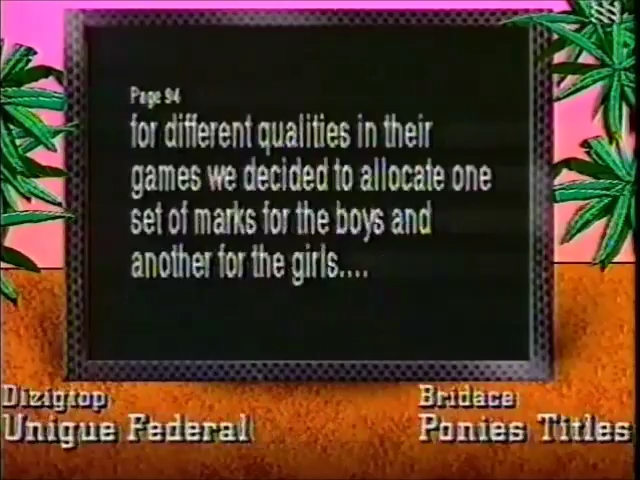 Page 94
for different qualities in their
games we decided to allocate one
set of marks for the boys and
another for the girls....
Dizigtop
Unigue Federal
Bridace
Ponies Titles